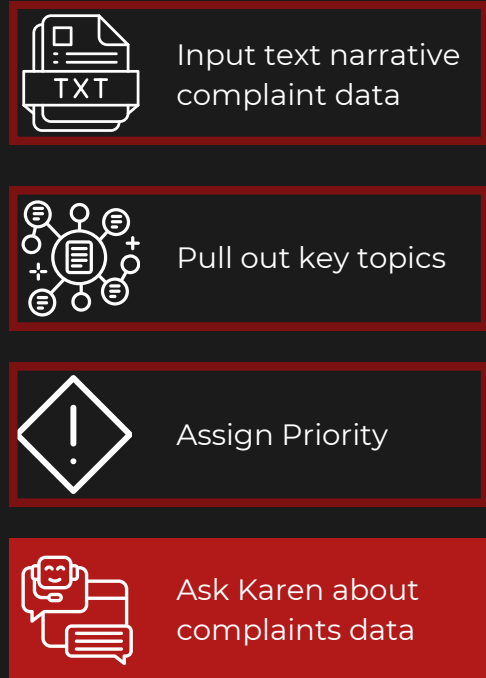 TXT
Input text narrative
complaint data
Pull out key topics
Assign Priority
Ask Karen about
complaints data